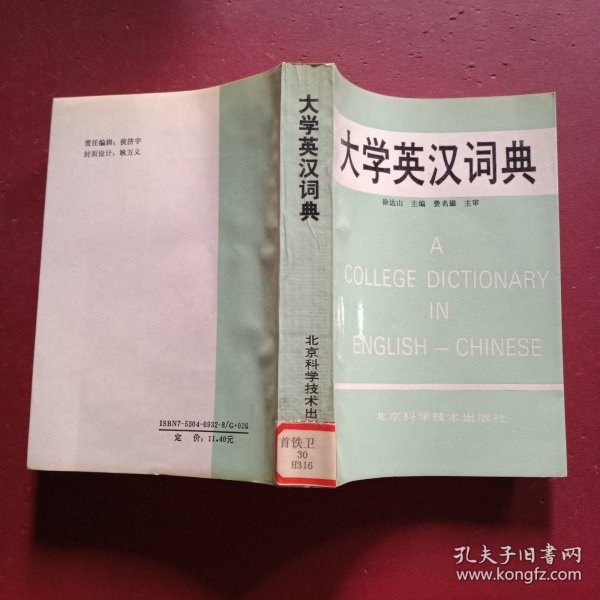 责任编辑：侯济宇
封面设计：耿万义
ISBN7-5304-0932-8/G·026
定 价：11.40元
大学英汉词典
北京科学技术出
首铁卫
30
H316
大学英汉词典
徐达山 主编 费名 主审
A
COLLEGE DICTIONARY
IN
ENGLISH — CHINESE
北京科学技术出版社
孔夫子旧书网
www.kongfz.com